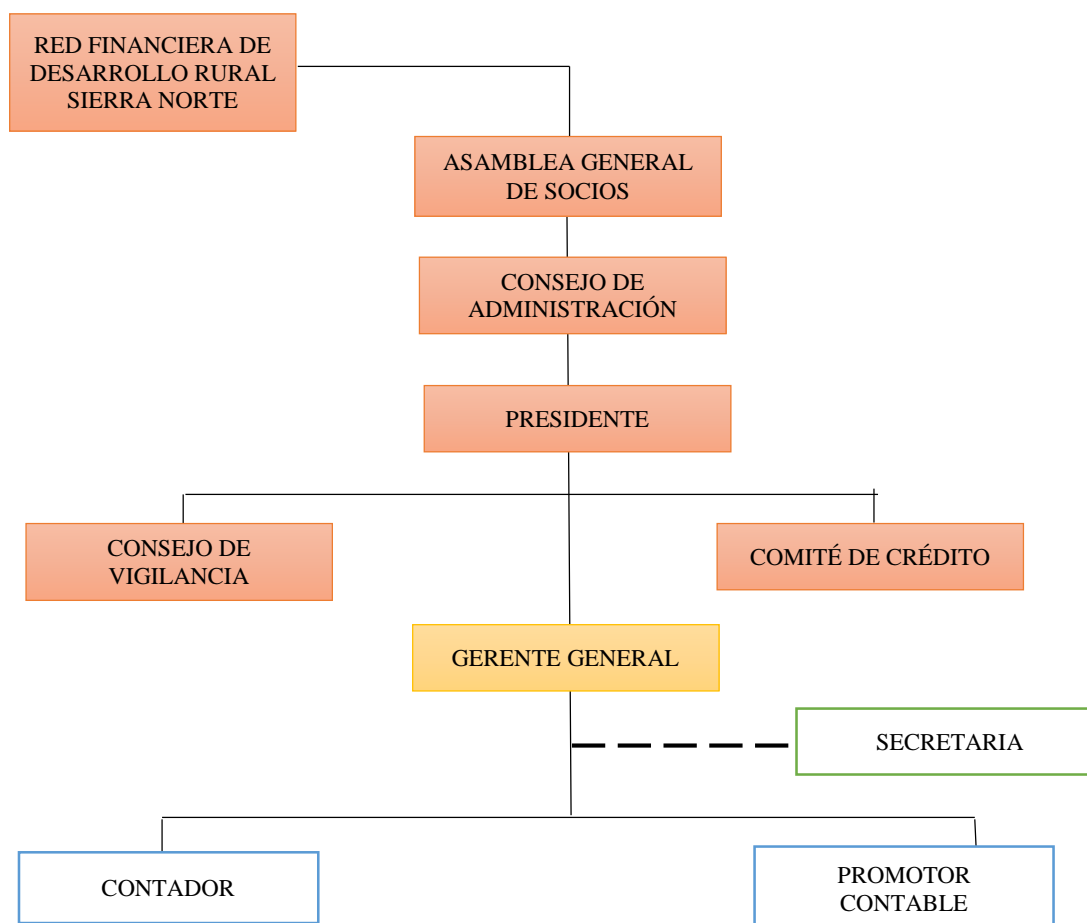 RED FINANCIERA DE
DESARROLLO RURAL
SIERRA NORTE
ASAMBLEA GENERAL
DE SOCIOS
CONSEJO DE
ADMINISTRACIÓN
PRESIDENTE
CONSEJO DE
VIGILANCIA
COMITÉ DE CRÉDITO
GERENTE GENERAL
SECRETARIA
CONTADOR
PROMOTOR
CONTABLE